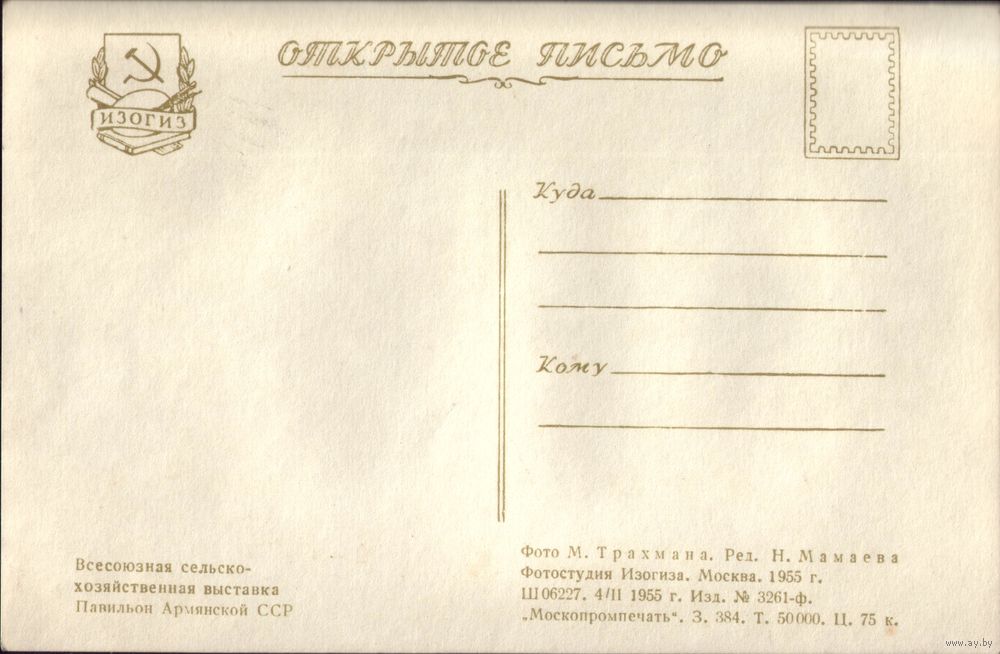 ОТКРЫТОЕ ПИСЬМО
ИЗОГИЗ
Куда
Кому
Всесоюзная сельско-
хозяйственная выставка
Павильон Армянской ССР
Фото М. Трахмана. Ред. Н. Мамаева
Фотостудия Изогиза. Москва. 1955 г.
Ш06227. 4/II 1955 г. Изд. № 3261-ф.
„Москопромпечать“. З. 384. Т. 50000. Ц. 75 к.
www.ay.by